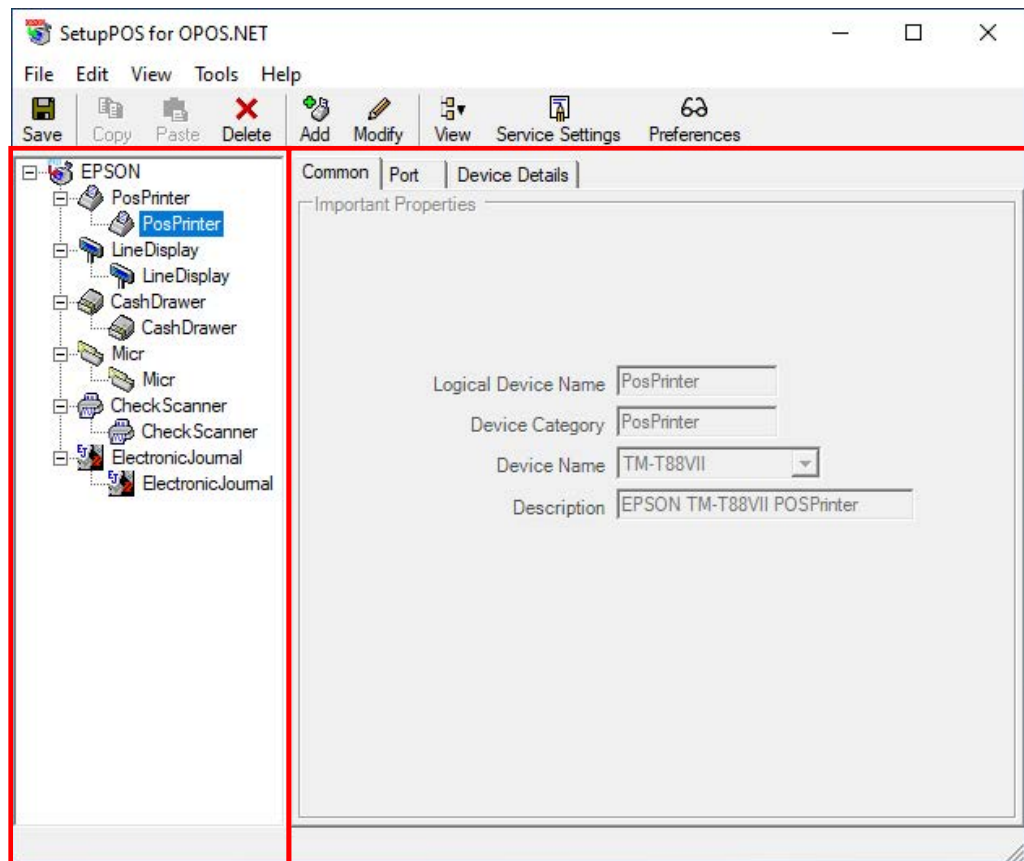 SetupPOS for OPOS.NET
File Edit View Tools Help
Save Copy Paste Delete Add Modify View Service Settings Preferences
EPSON
PosPrinter
PosPrinter
LineDisplay
LineDisplay
CashDrawer
CashDrawer
Micr
Micr
CheckScanner
CheckScanner
ElectronicJournal
ElectronicJournal
Common Port Device Details
Important Properties
Logical Device Name PosPrinter
Device Category PosPrinter
Device Name TM-T88VII
Description EPSON TM-T88VII POSPrinter